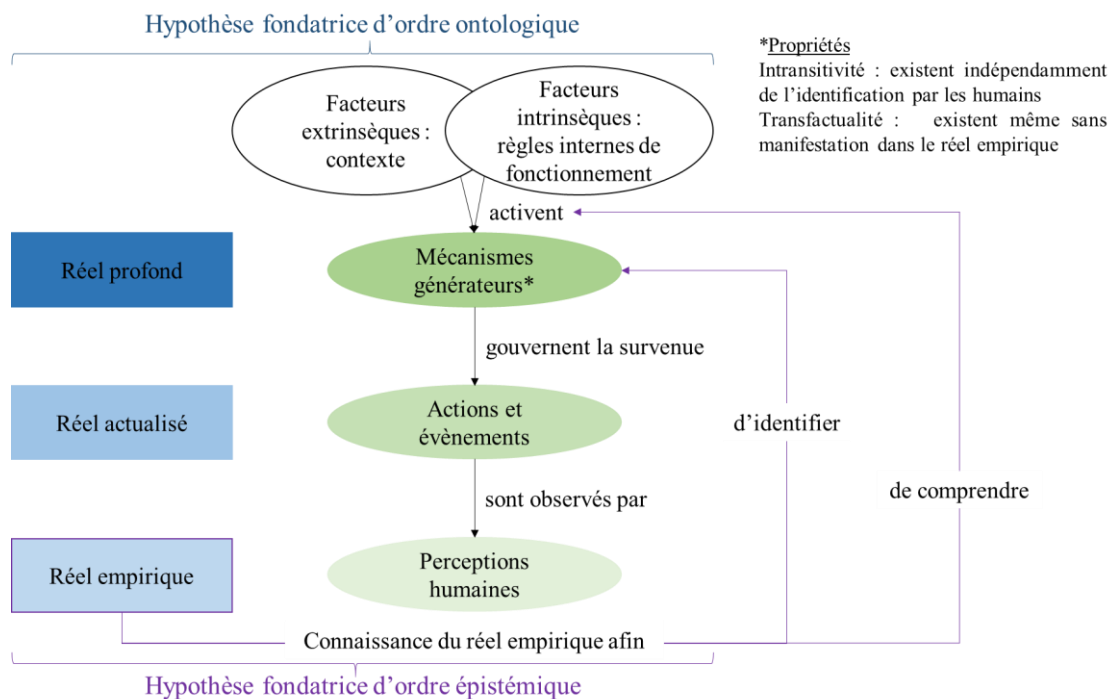 Hypothèse fondatrice d’ordre ontologique
*Propriétés
Intransitivité : existent indépendamment
de l’identification par les humains
Transfactualité : existent même sans
manifestation dans le réel empirique
Facteurs
extrinsèques :
contexte
Facteurs
intrinsèques :
règles internes de
fonctionnement
activent
Réel profond
Mécanismes
générateurs*
gouvernent la survenue
Réel actualisé
Actions et
évènements
d’identifier
de comprendre
sont observés par
Réel empirique
Perceptions
humaines
Connaissance du réel empirique afin
Hypothèse fondatrice d’ordre épistémique